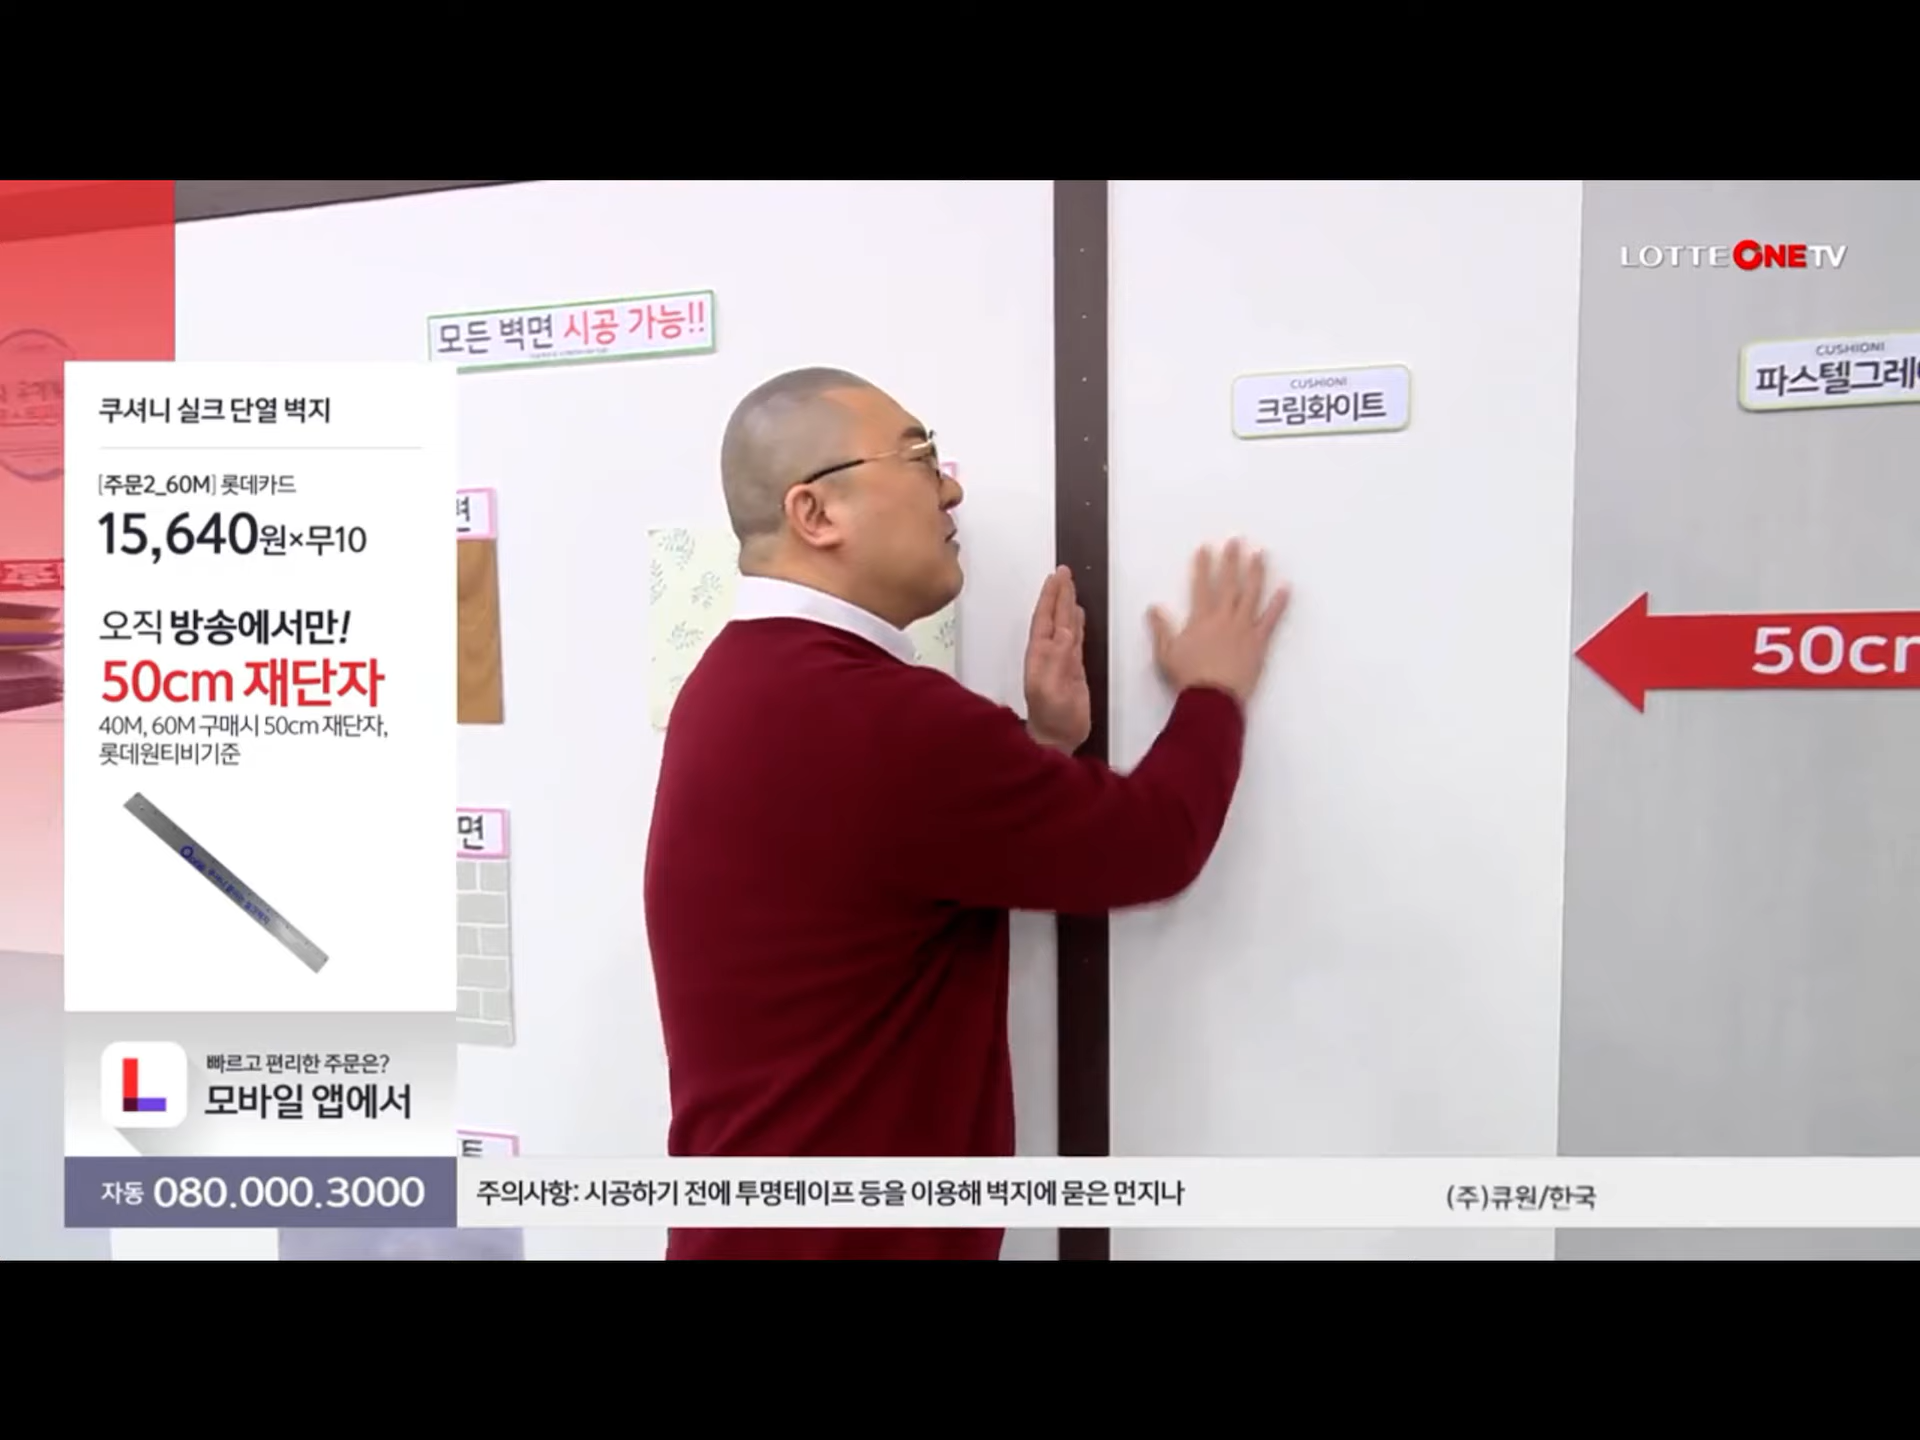 LOTTE ONE TV
모든 벽면 시공 가능!!
CUSHIONI
크림화이트
CUSHIONI
파스텔그레
쿠셔니 실크 단열 벽지
[주문2_60M] 롯데카드
15,640원×무10
오직 방송에서만!
50cm 재단자
40M, 60M 구매시 50cm 재단자,
롯데원티비기준
50c
면
빠르고 편리한 주문은?
모바일 앱에서
자동 080.000.3000
주의사항: 시공하기 전에 투명테이프 등을 이용해 벽지에 묻은 먼지나
(주)큐원/한국